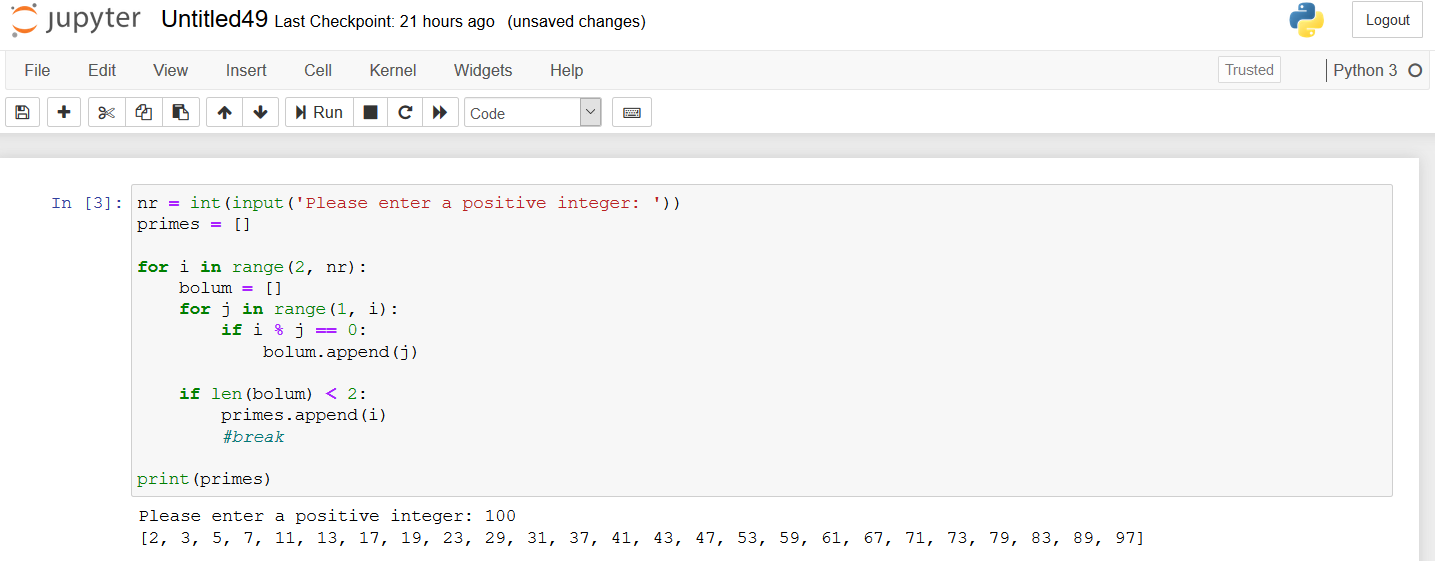 jupyter Untitled49 Last Checkpoint: 21 hours ago (unsaved changes) Logout
File Edit View Insert Cell Kernel Widgets Help Trusted Python 3
Run Code
In [3]: nr = int(input('Please enter a positive integer: '))
primes = []
for i in range(2, nr):
    bolum = []
    for j in range(1, i):
        if i % j == 0:
            bolum.append(j)
    if len(bolum) < 2:
        primes.append(i)
        #break
print(primes)
Please enter a positive integer: 100
[2, 3, 5, 7, 11, 13, 17, 19, 23, 29, 31, 37, 41, 43, 47, 53, 59, 61, 67, 71, 73, 79, 83, 89, 97]